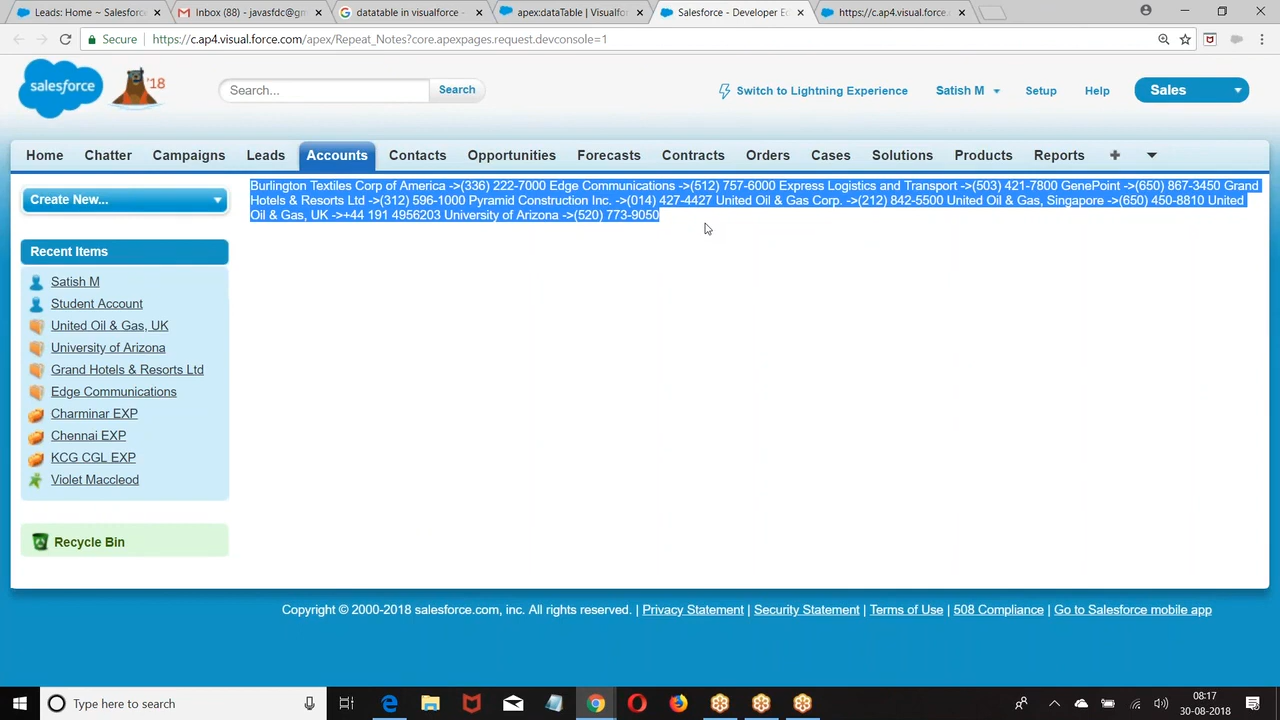 Leads: Home ~ Salesforce
Inbox (88) - javasfdc@gm
datatable in visualforce -
apex:dataTable | Visualfo
Salesforce - Developer Ed
https://c.ap4.visual.force.c
Secure
https://c.ap4.visual.force.com/apex/Repeat_Notes?core.apexpages.request.devconsole=1
salesforce
'18
Search...
Search
Switch to Lightning Experience
Satish M
Setup
Help
Sales
Home
Chatter
Campaigns
Leads
Accounts
Contacts
Opportunities
Forecasts
Contracts
Orders
Cases
Solutions
Products
Reports
+
Create New...
Burlington Textiles Corp of America ->(336) 222-7000 Edge Communications ->(512) 757-6000 Express Logistics and Transport ->(503) 421-7800 GenePoint ->(650) 867-3450 Grand
Hotels & Resorts Ltd ->(312) 596-1000 Pyramid Construction Inc. ->(014) 427-4427 United Oil & Gas Corp. ->(212) 842-5500 United Oil & Gas, Singapore ->(650) 450-8810 United
Oil & Gas, UK ->+44 191 4956203 University of Arizona ->(520) 773-9050
Recent Items
Satish M
Student Account
United Oil & Gas, UK
University of Arizona
Grand Hotels & Resorts Ltd
Edge Communications
Charminar EXP
Chennai EXP
KCG CGL EXP
Violet Maccleod
Recycle Bin
Copyright © 2000-2018 salesforce.com, inc. All rights reserved. | Privacy Statement | Security Statement | Terms of Use | 508 Compliance | Go to Salesforce mobile app
Type here to search
08:17
30-08-2018